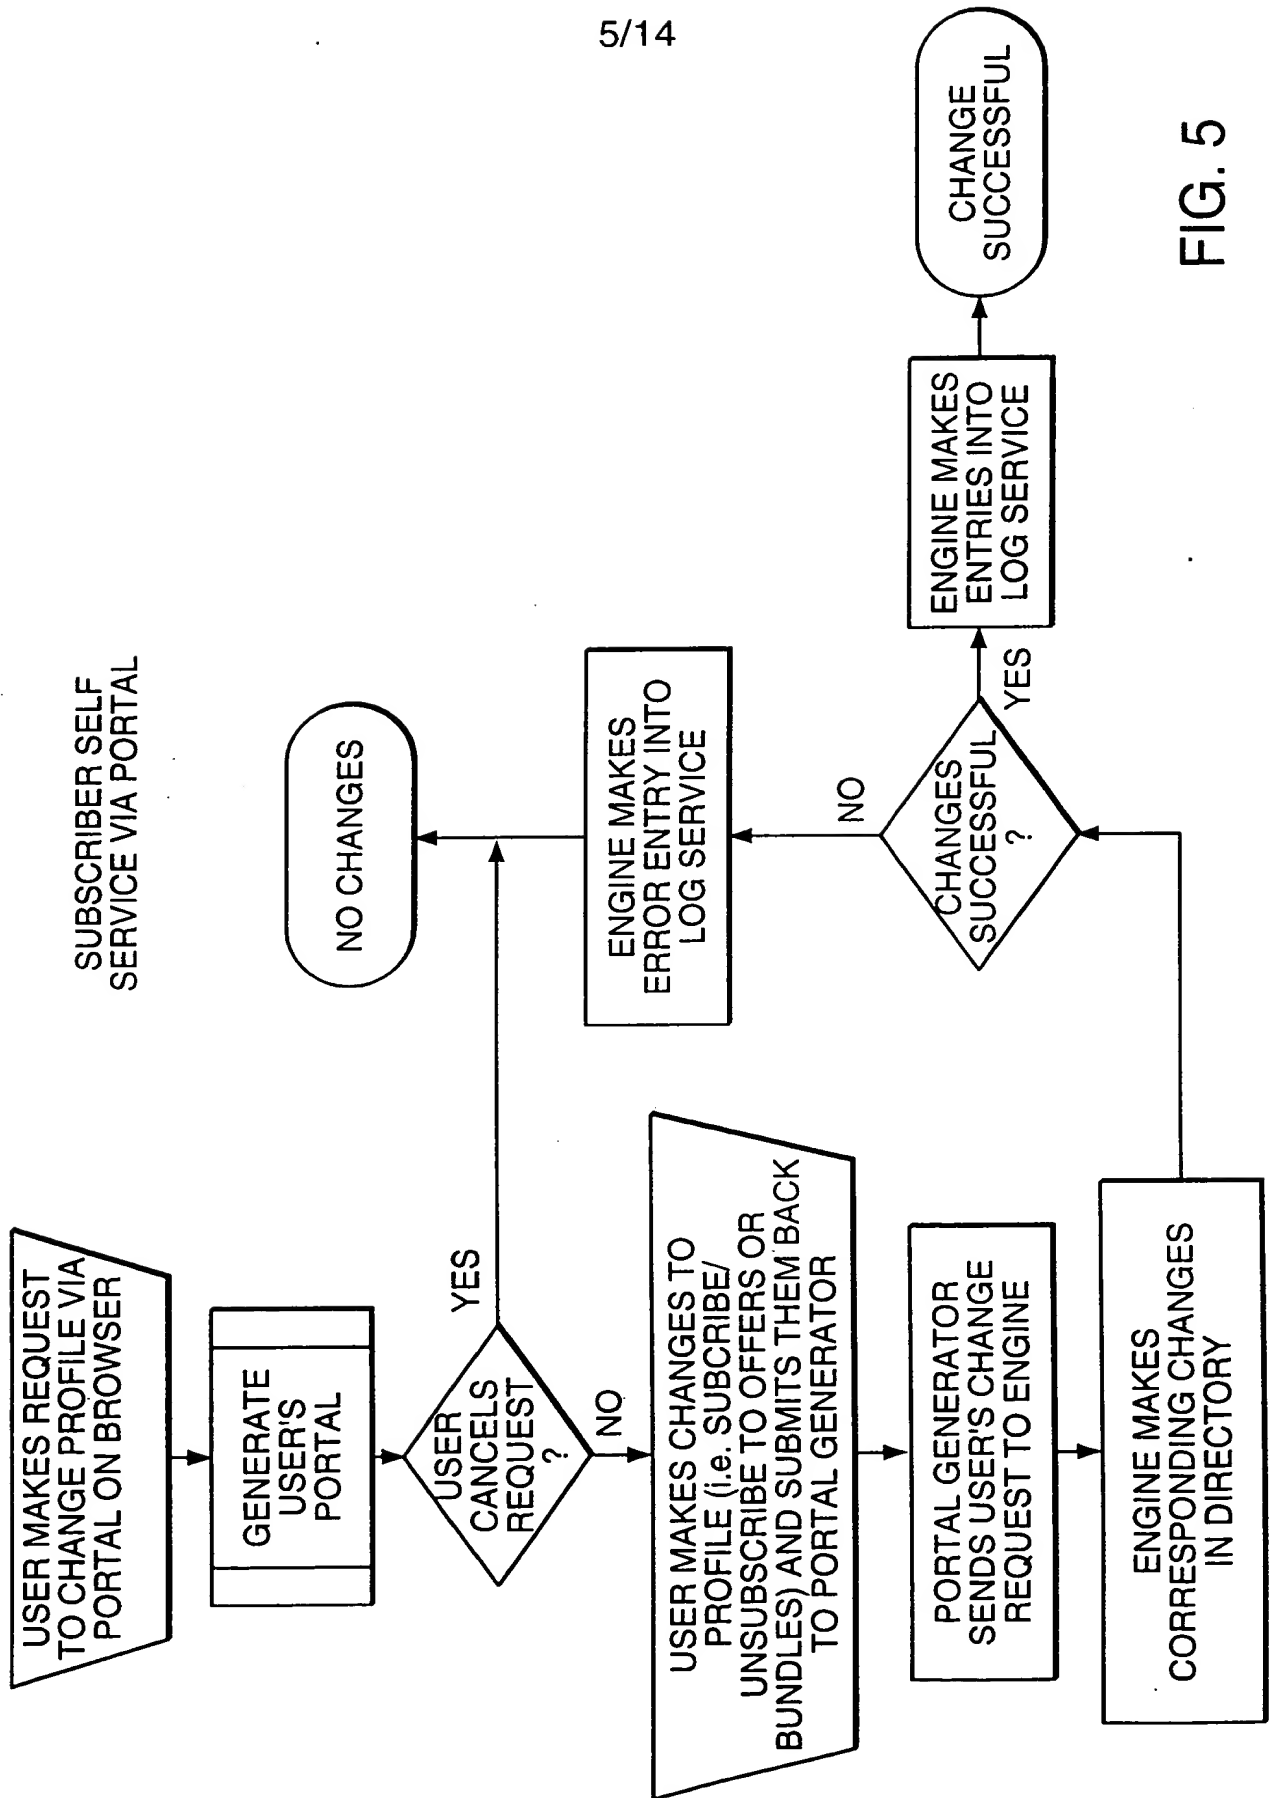 5/14
SUBSCRIBER SELF
SERVICE VIA PORTAL
USER MAKES REQUEST
TO CHANGE PROFILE VIA
PORTAL ON BROWSER
GENERATE
USER'S
PORTAL
USER
CANCELS
REQUEST
?
YES
NO
NO CHANGES
USER MAKES CHANGES TO
PROFILE (i.e. SUBCRIBE/
UNSUBSCRIBE TO OFFERS OR
BUNDLES) AND SUBMITS THEM BACK
TO PORTAL GENERATOR
PORTAL GENERATOR
SENDS USER'S CHANGE
REQUEST TO ENGINE
ENGINE MAKES
CORRESPONDING CHANGES
IN DIRECTORY
CHANGES
SUCCESSFUL
?
NO
YES
ENGINE MAKES
ERROR ENTRY INTO
LOG SERVICE
ENGINE MAKES
ENTRIES INTO
LOG SERVICE
CHANGE
SUCCESSFUL
FIG. 5